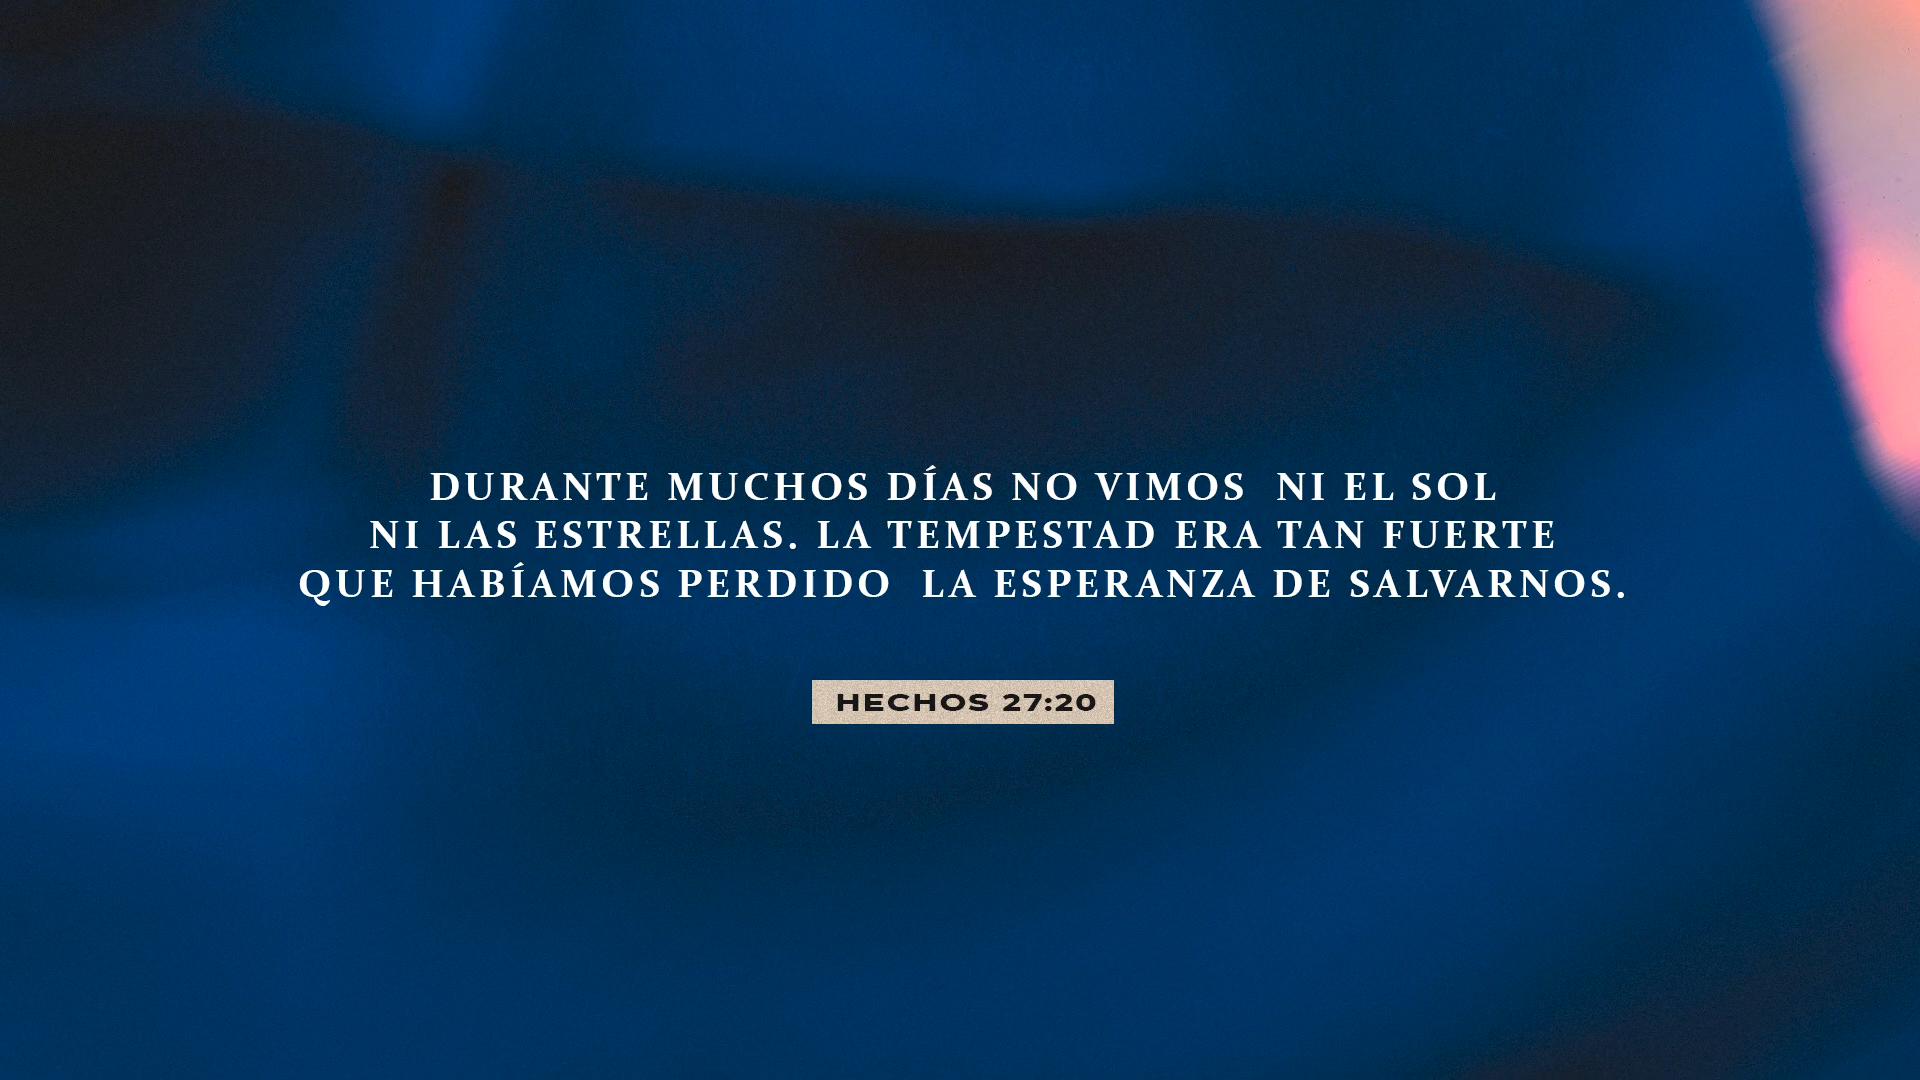 DURANTE MUCHOS DÍAS NO VIMOS  NI EL SOL
NI LAS ESTRELLAS. LA TEMPESTAD ERA TAN FUERTE
QUE HABÍAMOS PERDIDO  LA ESPERANZA DE SALVARNOS.
HECHOS 27:20